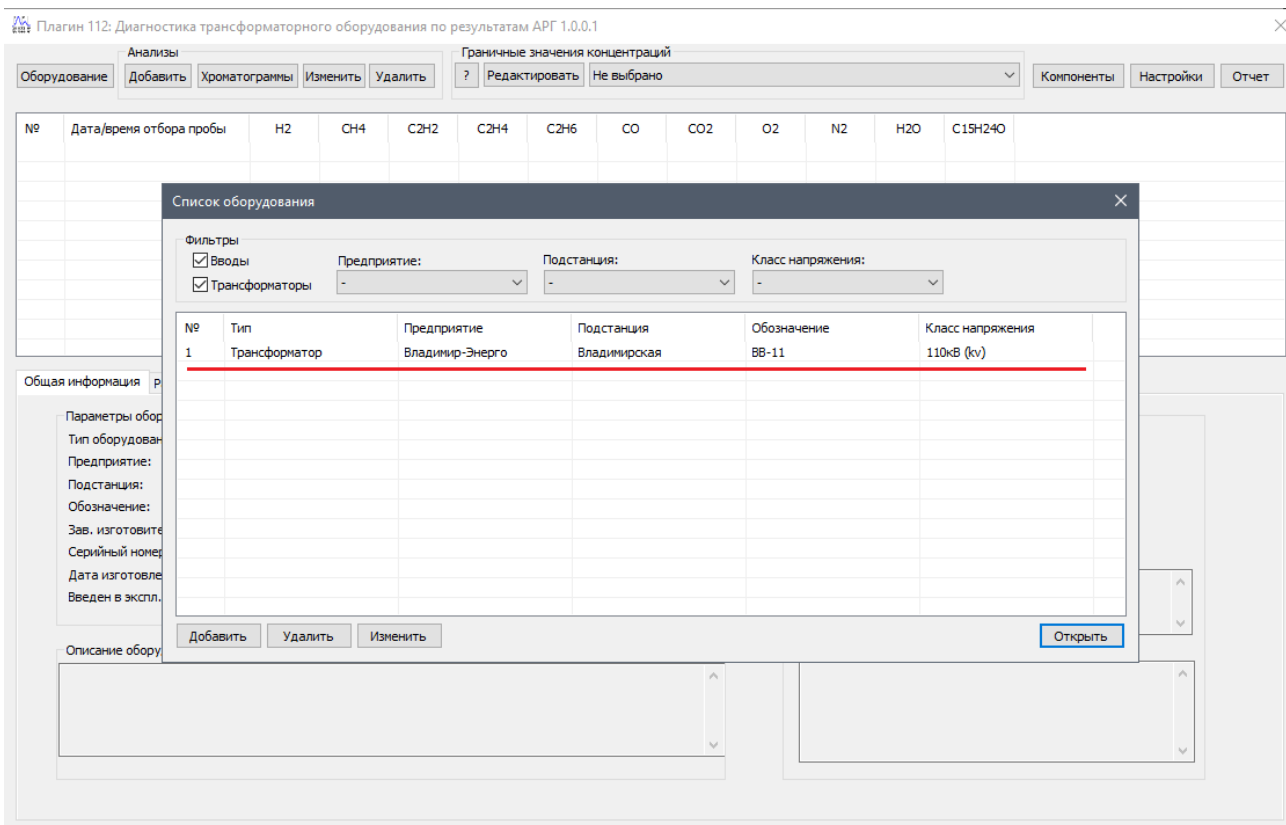 Плагин 112: Диагностика трансформаторного оборудования по результатам АРГ 1.0.0.1
Анализы Граничные значения концентраций
Оборудование Добавить Хроматограммы Изменить Удалить ? Редактировать Не выбрано Компоненты Настройки Отчет
№ Дата/время отбора пробы H2 CH4 C2H2 C2H4 C2H6 CO CO2 O2 N2 H2O C15H24O
Список оборудования
Фильтры
Вводы Предприятие: Подстанция: Класс напряжения:
Трансформаторы - - -
№ Тип Предприятие Подстанция Обозначение Класс напряжения
1 Трансформатор Владимир-Энерго Владимирская ВВ-11 110кВ (kv)
Добавить Удалить Изменить Открыть
Общая информация Р
Параметры обор
Тип оборудован
Предприятие:
Подстанция:
Обозначение:
Зав. изготовите
Серийный номер
Дата изготовле
Введен в экспл.
Описание обору